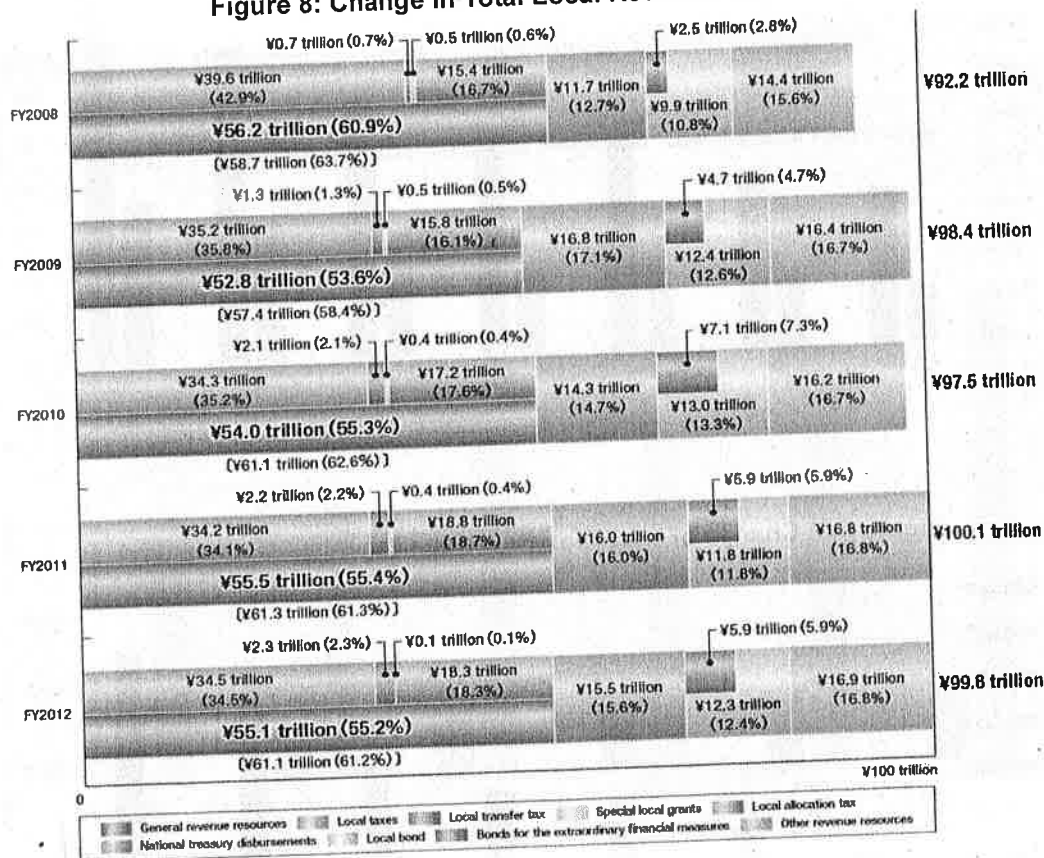 Figure 8: Change in Total Local
¥0.7 trillion (0.7%) ¥0.5 trillion (0.6%) ¥2.5 trillion (2.8%)
¥39.6 trillion ¥15.4 trillion ¥11.7 trillion ¥14.4 trillion ¥92.2 trillion
(42.9%) (16.7%) (12.7%) ¥9.9 trillion (15.6%)
FY2008 ¥56.2 trillion (60.9%) (10.8%)
[¥58.7 trillion (63.7%)]
¥1.3 trillion (1.3%) ¥0.5 trillion (0.5%) ¥4.7 trillion (4.7%)
¥35.2 trillion ¥15.8 trillion ¥16.8 trillion ¥16.4 trillion ¥98.4 trillion
(35.8%) (16.1%) (17.1%) ¥12.4 trillion (16.7%)
FY2009 ¥52.8 trillion (53.6%) (12.6%)
[¥57.4 trillion (58.4%)]
¥2.1 trillion (2.1%) ¥0.4 trillion (0.4%) ¥7.1 trillion (7.3%)
¥34.3 trillion ¥17.2 trillion ¥14.3 trillion ¥16.2 trillion ¥97.5 trillion
(35.2%) (17.6%) (14.7%) ¥13.0 trillion (16.7%)
FY2010 ¥54.0 trillion (55.3%) (13.3%)
[¥61.1 trillion (62.6%)]
¥2.2 trillion (2.2%) ¥0.4 trillion (0.4%) ¥5.9 trillion (5.9%)
¥34.2 trillion ¥18.8 trillion ¥16.0 trillion ¥16.8 trillion ¥100.1 trillion
(34.1%) (18.7%) (16.0%) ¥11.8 trillion (16.8%)
FY2011 ¥55.5 trillion (55.4%) (11.8%)
[¥61.3 trillion (61.3%)]
¥2.3 trillion (2.3%) ¥0.1 trillion (0.1%) ¥5.9 trillion (5.9%)
¥34.5 trillion ¥18.3 trillion ¥15.5 trillion ¥16.9 trillion ¥99.8 trillion
(34.5%) (18.3%) (15.6%) ¥12.3 trillion (16.8%)
FY2012 ¥55.1 trillion (55.2%) (12.4%)
[¥61.1 trillion (61.2%)]
0 ¥100 trillion
General revenue resources Local taxes Local transfer tax Special local grants Local allocation tax
National treasury disbursements Local bond Bonds for the extraordinary financial measures Other revenue resources